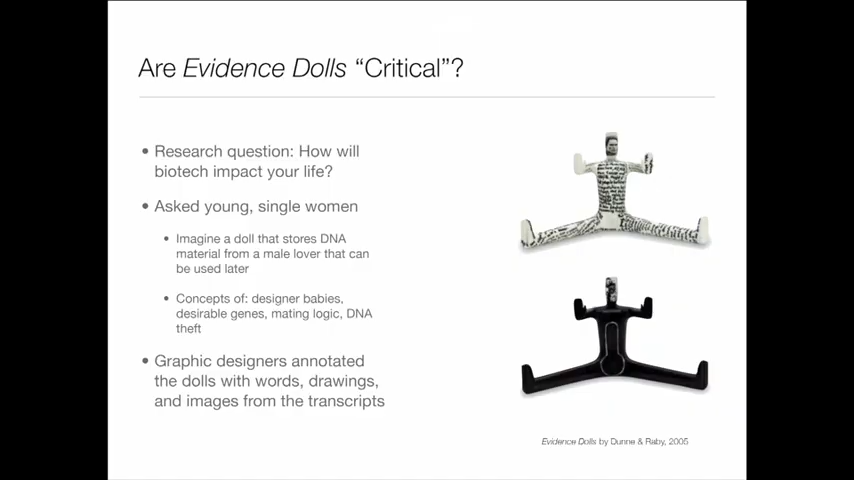 Are Evidence Dolls “Critical”?
• Research question: How will
biotech impact your life?
• Asked young, single women
• Imagine a doll that stores DNA
material from a male lover that can
be used later
• Concepts of: designer babies,
desirable genes, mating logic, DNA
theft
• Graphic designers annotated
the dolls with words, drawings,
and images from the transcripts
Evidence Dolls by Dunne & Raby, 2005